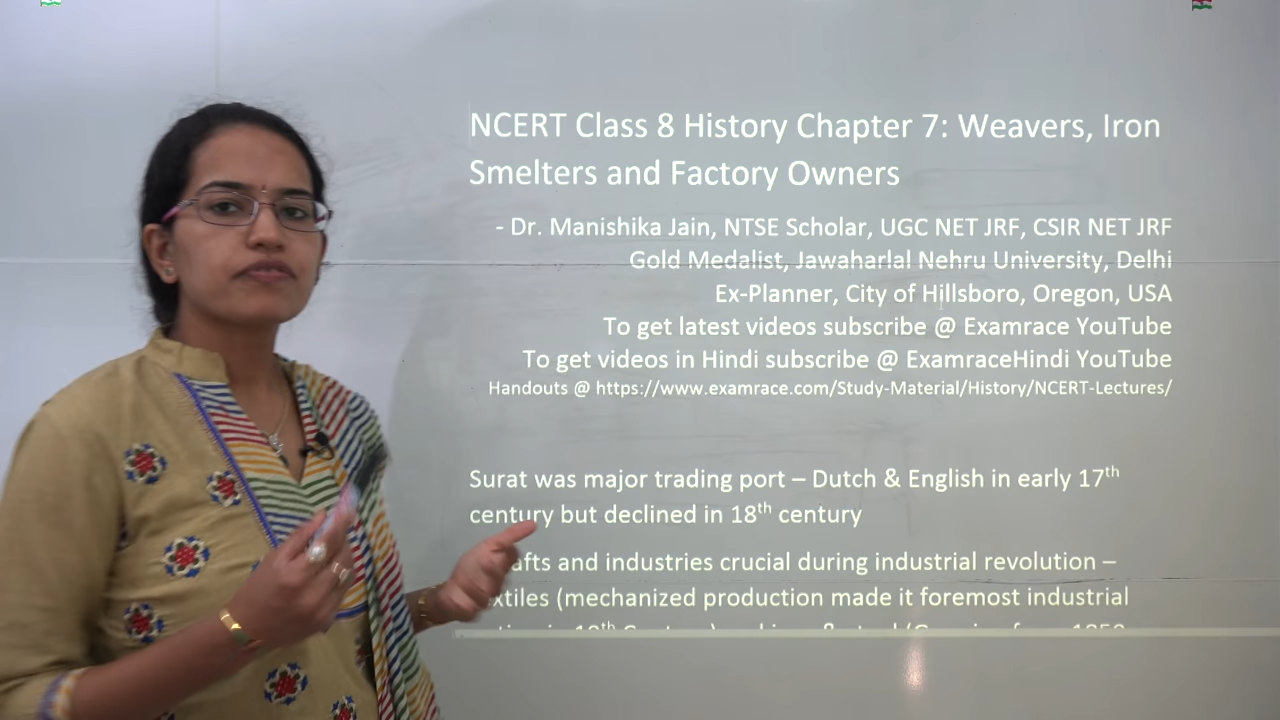 NCERT Class 8 History Chapter 7: Weavers, Iron
Smelters and Factory Owners
- Dr. Manishika Jain, NTSE Scholar, UGC NET JRF, CSIR NET JRF
Gold Medalist, Jawaharlal Nehru University, Delhi
Ex-Planner, City of Hillsboro, Oregon, USA
To get latest videos subscribe @ Examrace YouTube
To get videos in Hindi subscribe @ ExamraceHindi YouTube
Handouts @ https://www.examrace.com/Study-Material/History/NCERT-Lectures/
Surat was major trading port – Dutch & English in early 17th
century but declined in 18th century
and industries crucial during industrial revolution –
(mechanized production made it foremost industrial